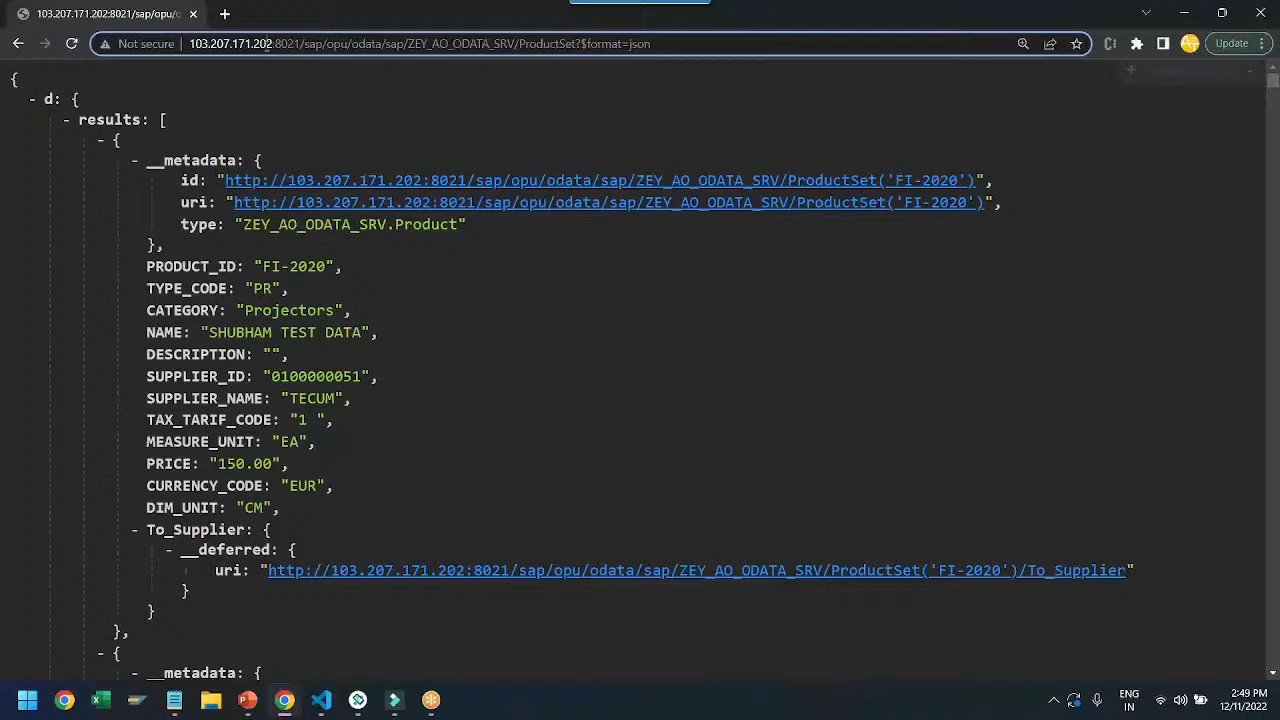 103.207.171.202:8021/sap/opu/c
Not secure 103.207.171.202:8021/sap/opu/odata/sap/ZEY_AO_ODATA_SRV/ProductSet?$format=json Update
{
- d: {
- results: [
- {
- __metadata: {
id: "http://103.207.171.202:8021/sap/opu/odata/sap/ZEY_AO_ODATA_SRV/ProductSet('FI-2020')",
uri: "http://103.207.171.202:8021/sap/opu/odata/sap/ZEY_AO_ODATA_SRV/ProductSet('FI-2020')",
type: "ZEY_AO_ODATA_SRV.Product"
},
PRODUCT_ID: "FI-2020",
TYPE_CODE: "PR",
CATEGORY: "Projectors",
NAME: "SHUBHAM TEST DATA",
DESCRIPTION: "",
SUPPLIER_ID: "0100000051",
SUPPLIER_NAME: "TECUM",
TAX_TARIF_CODE: "1 ",
MEASURE_UNIT: "EA",
PRICE: "150.00",
CURRENCY_CODE: "EUR",
DIM_UNIT: "CM",
- To_Supplier: {
- __deferred: {
uri: "http://103.207.171.202:8021/sap/opu/odata/sap/ZEY_AO_ODATA_SRV/ProductSet('FI-2020')/To_Supplier"
}
}
},
- {
- __metadata: {
ENG
IN
2:49 PM
12/11/2022